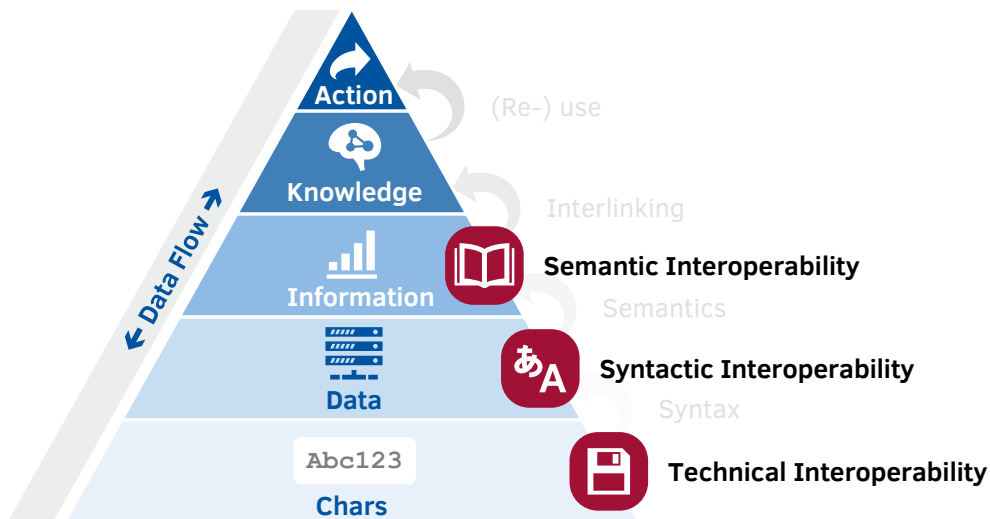 Action
(Re-) use
Knowledge
Interlinking
← Data Flow →
Semantic Interoperability
Information
Semantics
あA
Syntactic Interoperability
Data
Syntax
Abc123
Technical Interoperability
Chars